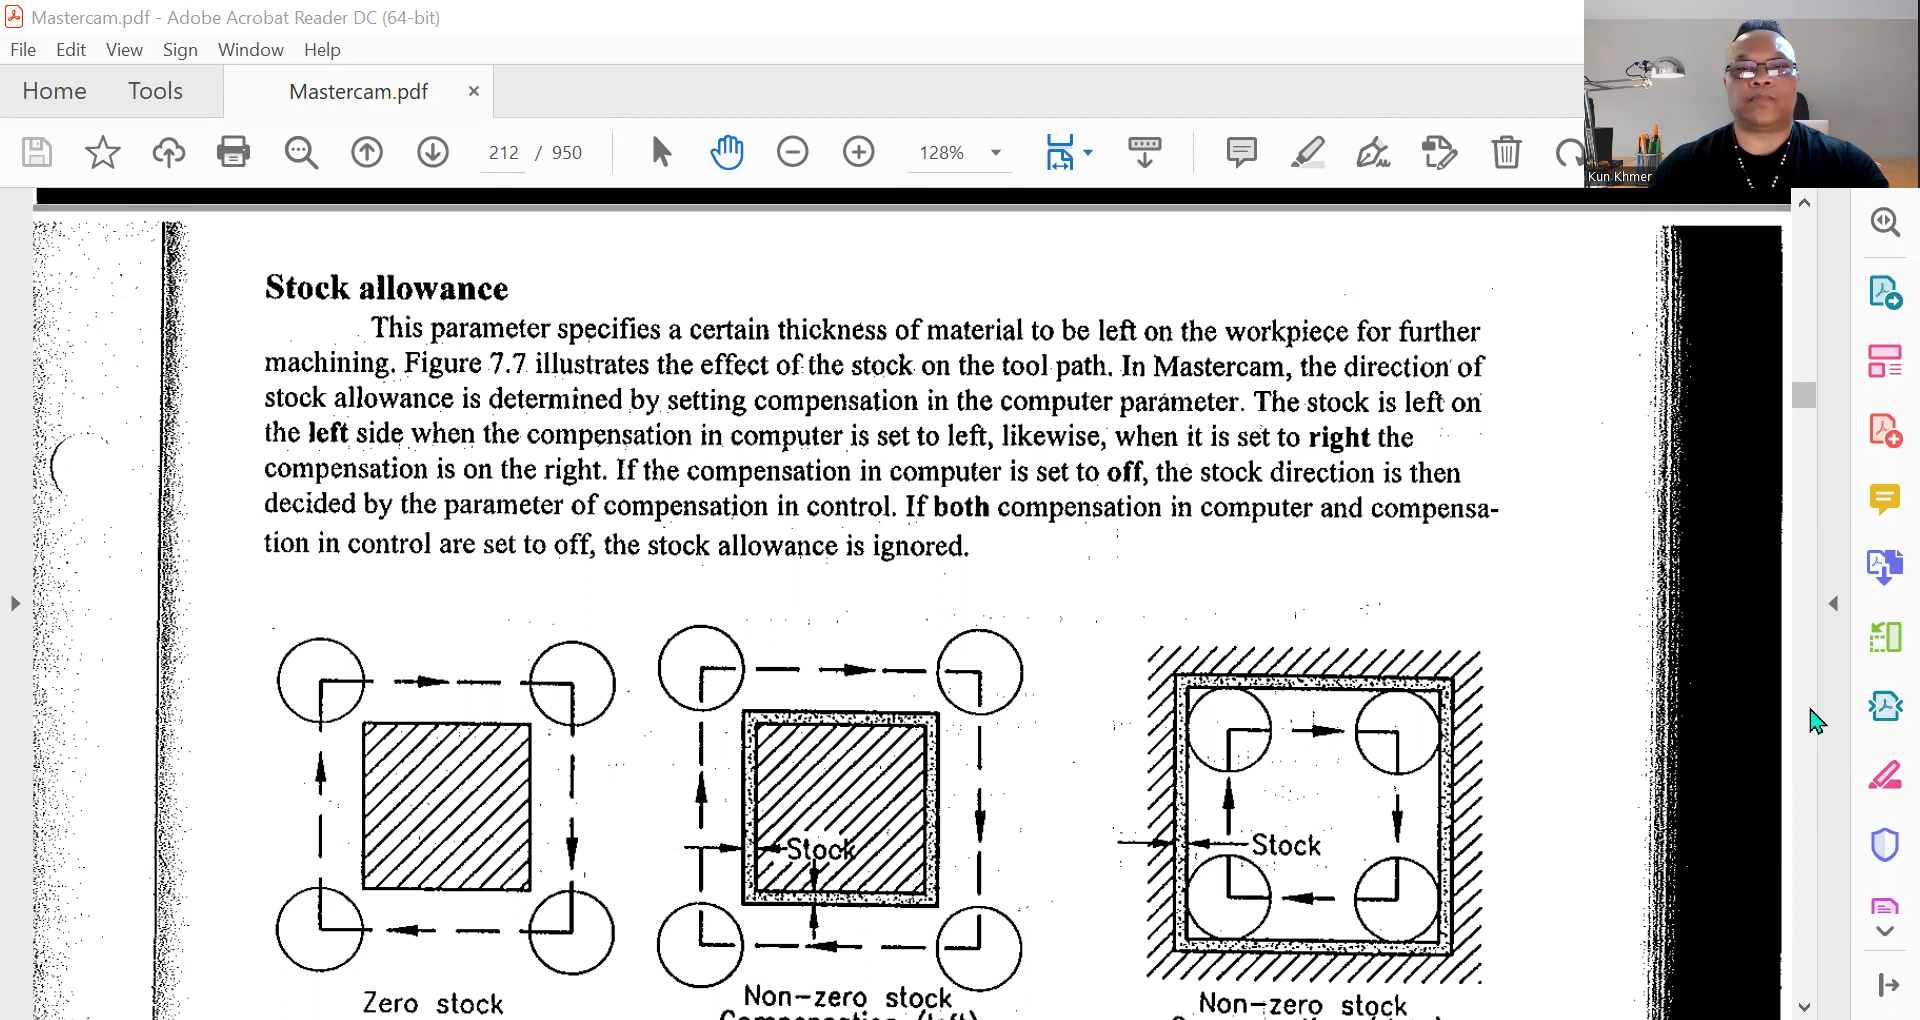 Mastercam.pdf - Adobe Acrobat Reader DC (64-bit)
File Edit View Sign Window Help
Home Tools Mastercam.pdf ×
212 / 950 128%
Kun Khmer
Stock allowance
This parameter specifies a certain thickness of material to be left on the workpiece for further
machining. Figure 7.7 illustrates the effect of the stock on the tool path. In Mastercam, the direction of
stock allowance is determined by setting compensation in the computer parameter. The stock is left on
the left side when the compensation in computer is set to left, likewise, when it is set to right the
compensation is on the right. If the compensation in computer is set to off, the stock direction is then
decided by the parameter of compensation in control. If both compensation in computer and compensa-
tion in control are set to off, the stock allowance is ignored.
Stock
Stock
Zero stock
Non-zero stock
Non-zero stock